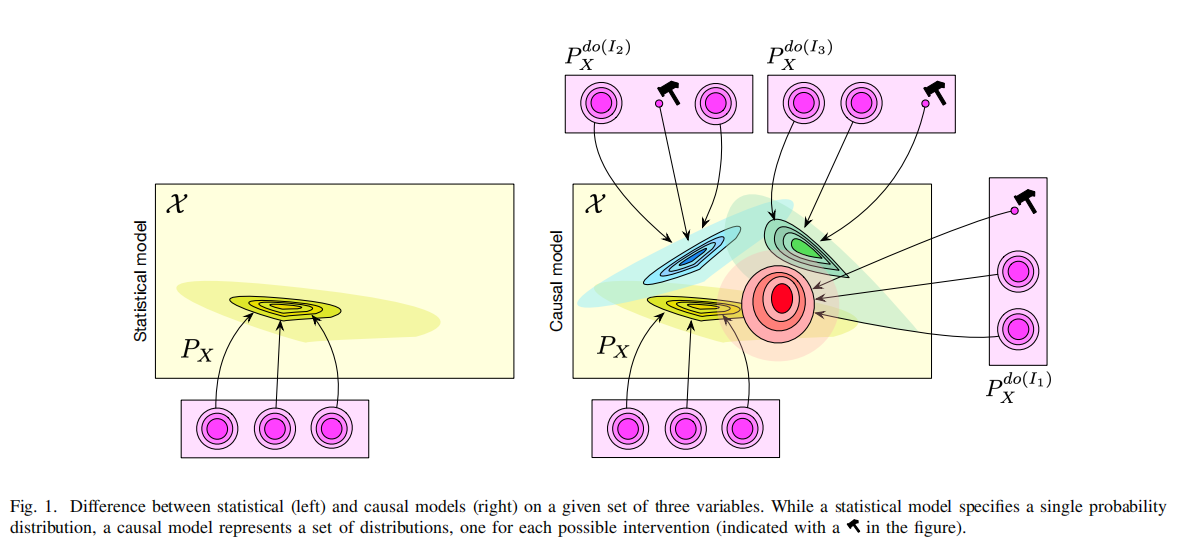 P_X^{do(I_2)}
P_X^{do(I_3)}
𝒳
𝒳
Statistical model
Causal model
P_X
P_X
P_X^{do(I_1)}
Fig. 1. Difference between statistical (left) and causal models (right) on a given set of three variables. While a statistical model specifies a single probability
distribution, a causal model represents a set of distributions, one for each possible intervention (indicated with a in the figure).